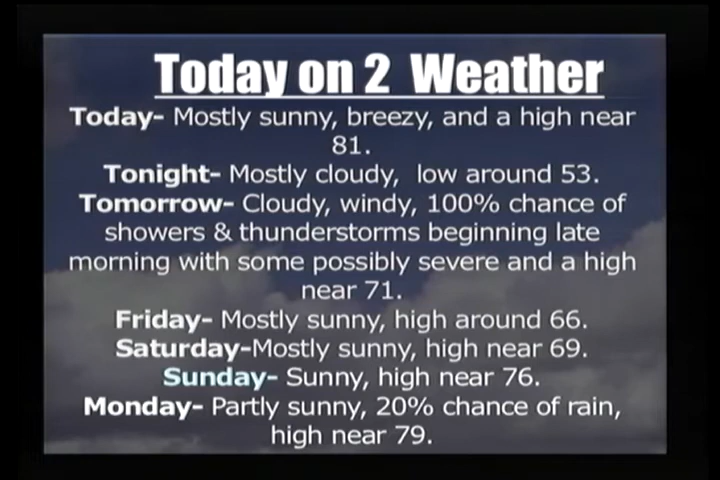 Today on 2 Weather
Today- Mostly sunny, breezy, and a high near
81.
Tonight- Mostly cloudy, low around 53.
Tomorrow- Cloudy, windy, 100% chance of
showers & thunderstorms beginning late
morning with some possibly severe and a high
near 71.
Friday- Mostly sunny, high around 66.
Saturday-Mostly sunny, high near 69.
Sunday- Sunny, high near 76.
Monday- Partly sunny, 20% chance of rain,
high near 79.